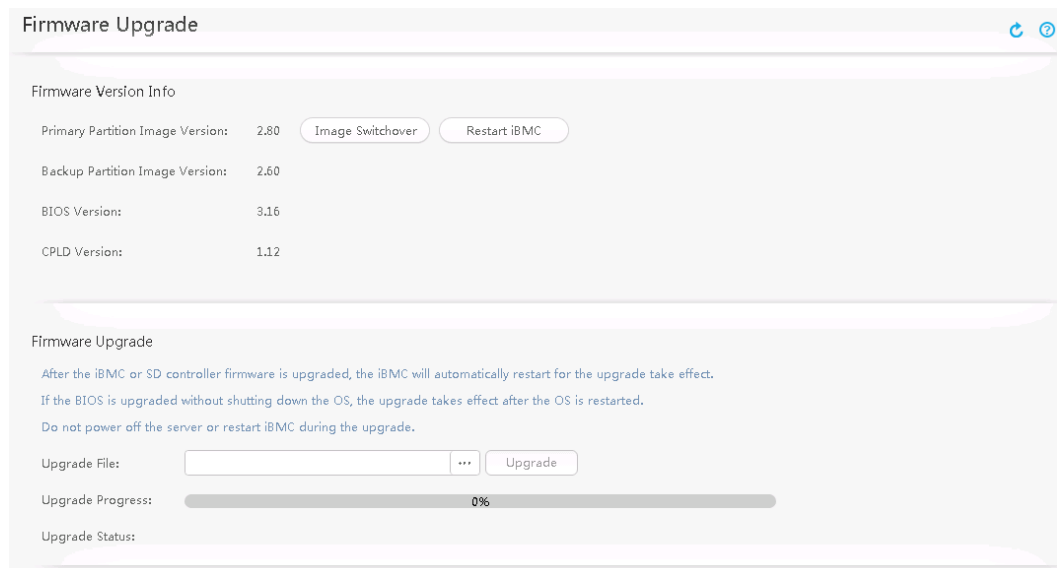 Firmware Upgrade
Firmware Version Info
Primary Partition Image Version: 2.80 Image Switchover Restart iBMC
Backup Partition Image Version: 2.60
BIOS Version: 3.16
CPLD Version: 1.12
Firmware Upgrade
After the iBMC or SD controller firmware is upgraded, the iBMC will automatically restart for the upgrade take effect.
If the BIOS is upgraded without shutting down the OS, the upgrade takes effect after the OS is restarted.
Do not power off the server or restart iBMC during the upgrade.
Upgrade File: ... Upgrade
Upgrade Progress: 0%
Upgrade Status: